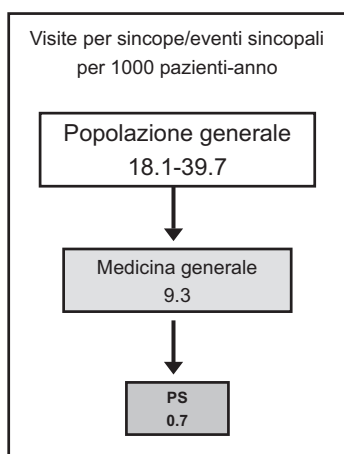 Visite per sincope/eventi sincopali
per 1000 pazienti-anno
Popolazione generale
18.1-39.7
Medicina generale
9.3
PS
0.7